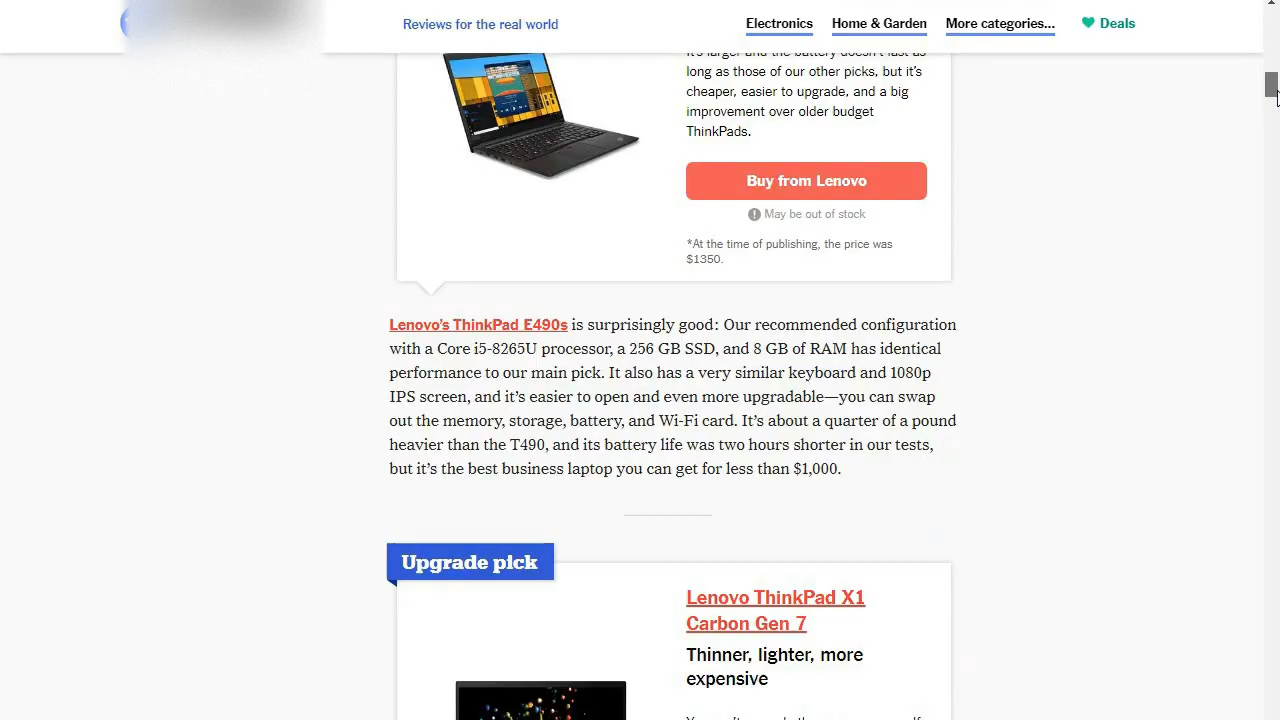 Reviews for the real world
Electronics
Home & Garden
More categories...
Deals
It's larger and the battery doesn't last as
long as those of our other picks, but it's
cheaper, easier to upgrade, and a big
improvement over older budget
ThinkPads.
Buy from Lenovo
May be out of stock
*At the time of publishing, the price was
$1350.
Lenovo's ThinkPad E490s is surprisingly good: Our recommended configuration
with a Core i5-8265U processor, a 256 GB SSD, and 8 GB of RAM has identical
performance to our main pick. It also has a very similar keyboard and 1080p
IPS screen, and it's easier to open and even more upgradable—you can swap
out the memory, storage, battery, and Wi-Fi card. It's about a quarter of a pound
heavier than the T490, and its battery life was two hours shorter in our tests,
but it's the best business laptop you can get for less than $1,000.
Upgrade pick
Lenovo ThinkPad X1
Carbon Gen 7
Thinner, lighter, more
expensive